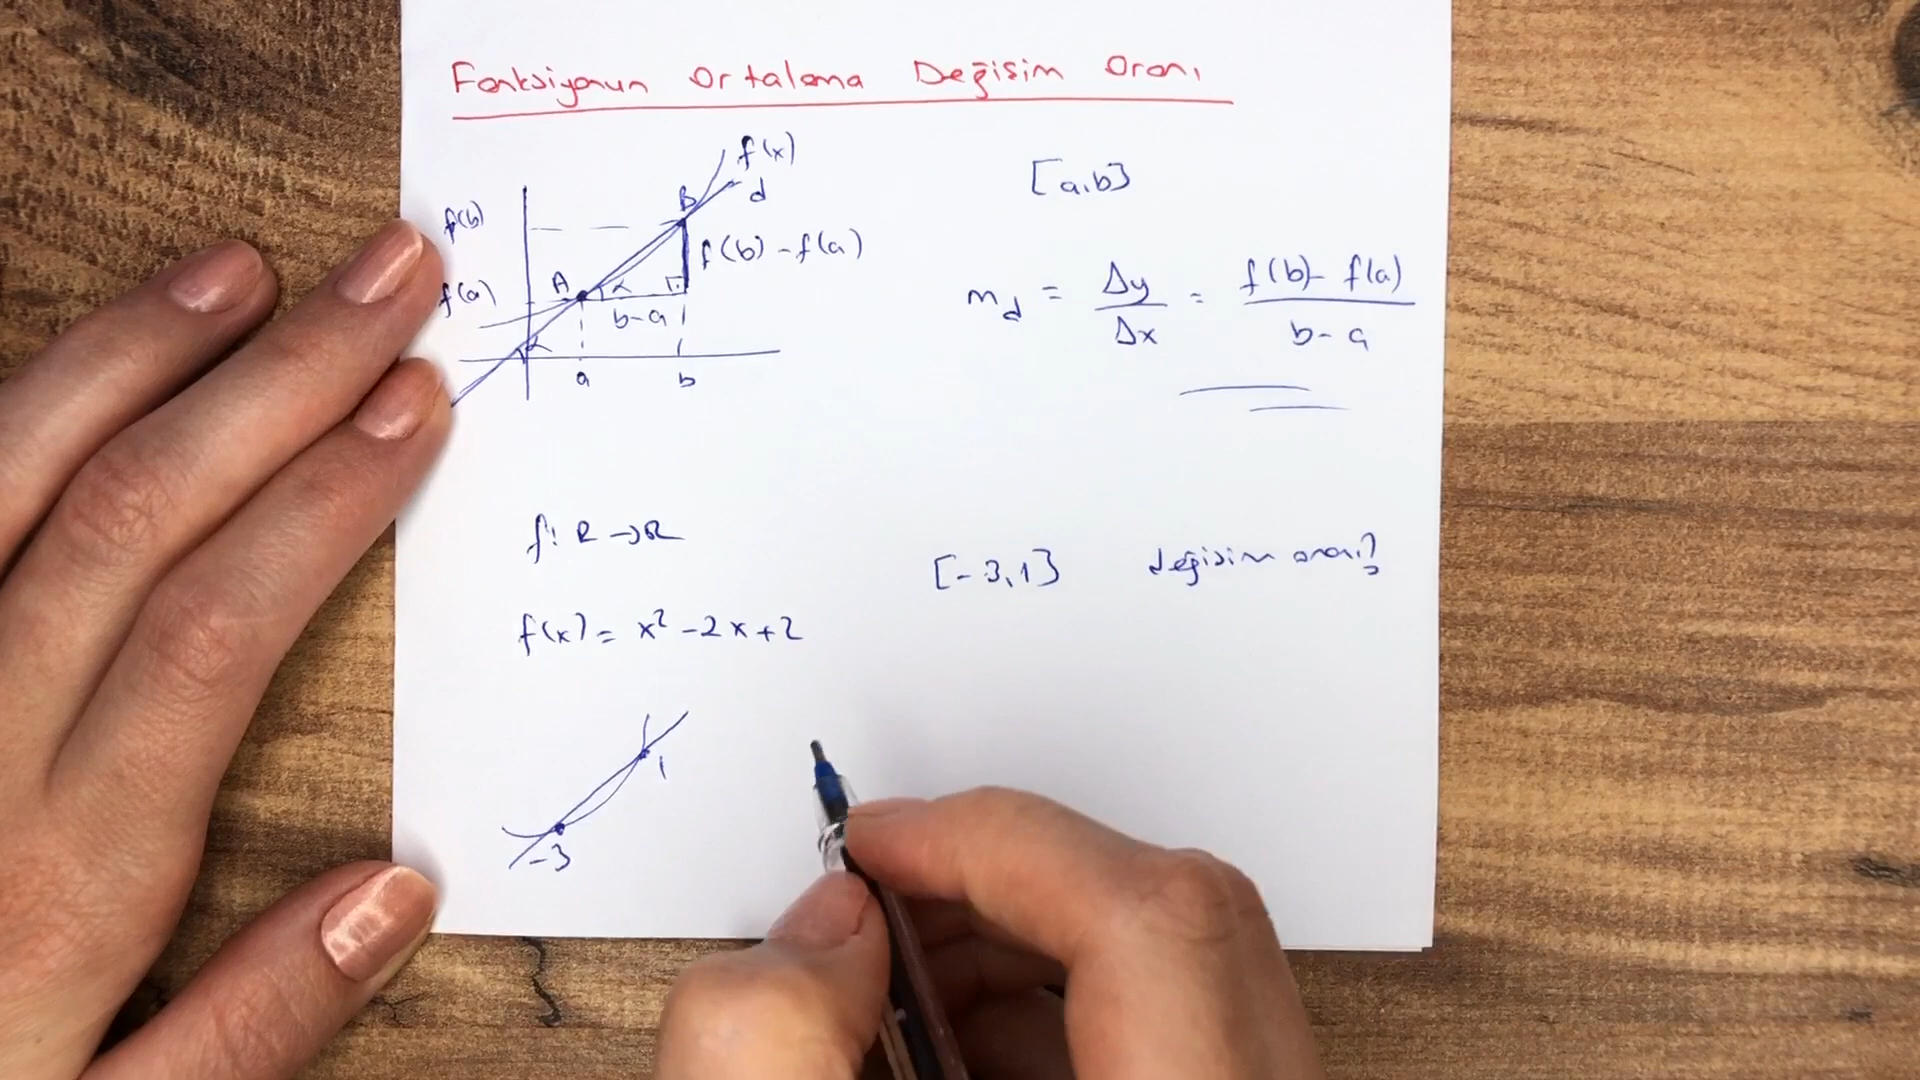 Fonksiyonun Ortalama Değişim Oranı
f(x)
d
B
f(b)
f(b) - f(a)
A
α
f(a)
b-a
α
a
b
[a,b]
m_d = Δy/Δx = f(b) - f(a) / b - a
f: R → R
[-3,1] değişim oranı?
f(x) = x² - 2x + 2
1
-3